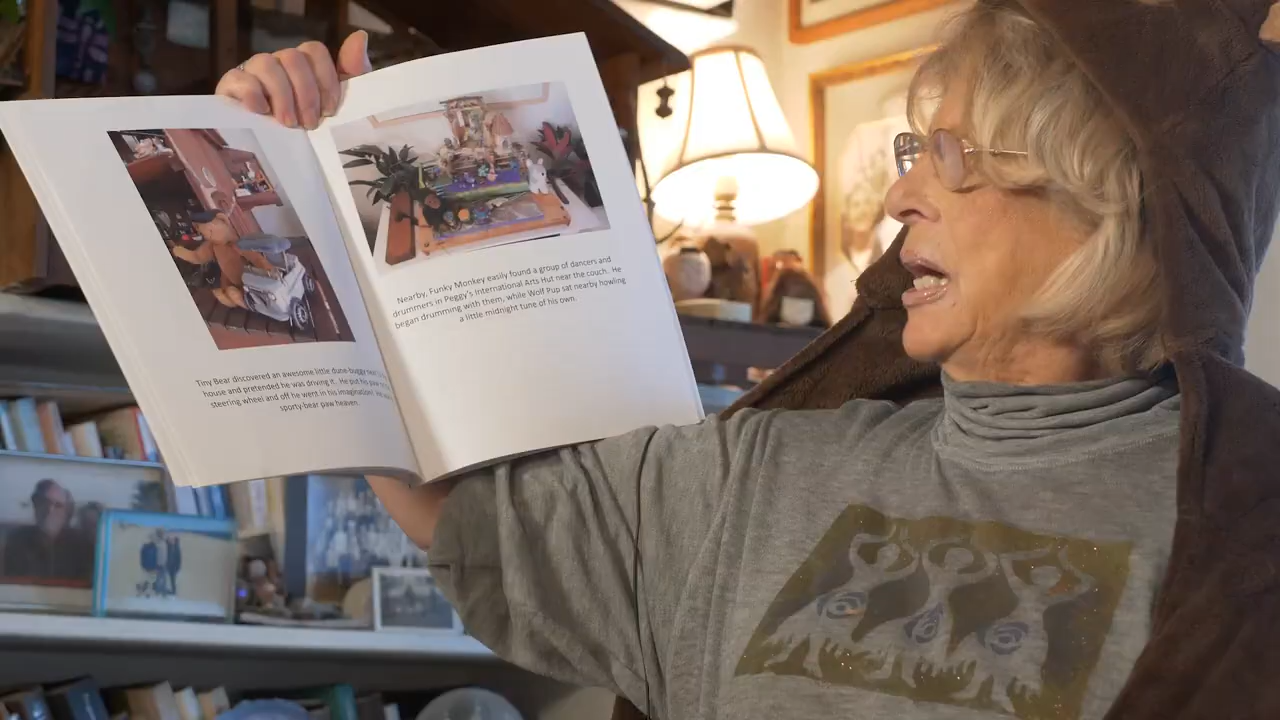 Tiny Bear discovered an awesome little dune-buggy
house and pretended he was driving it. He put his paw
steering wheel and off he went in his imagination!
sporty-bear paw heaven.
Nearby, Funky Monkey easily found a group of dancers and
drummers in Peggy's International Arts Hut near the couch. He
began drumming with them, while Wolf Pup sat nearby howling
a little midnight tune of his own.